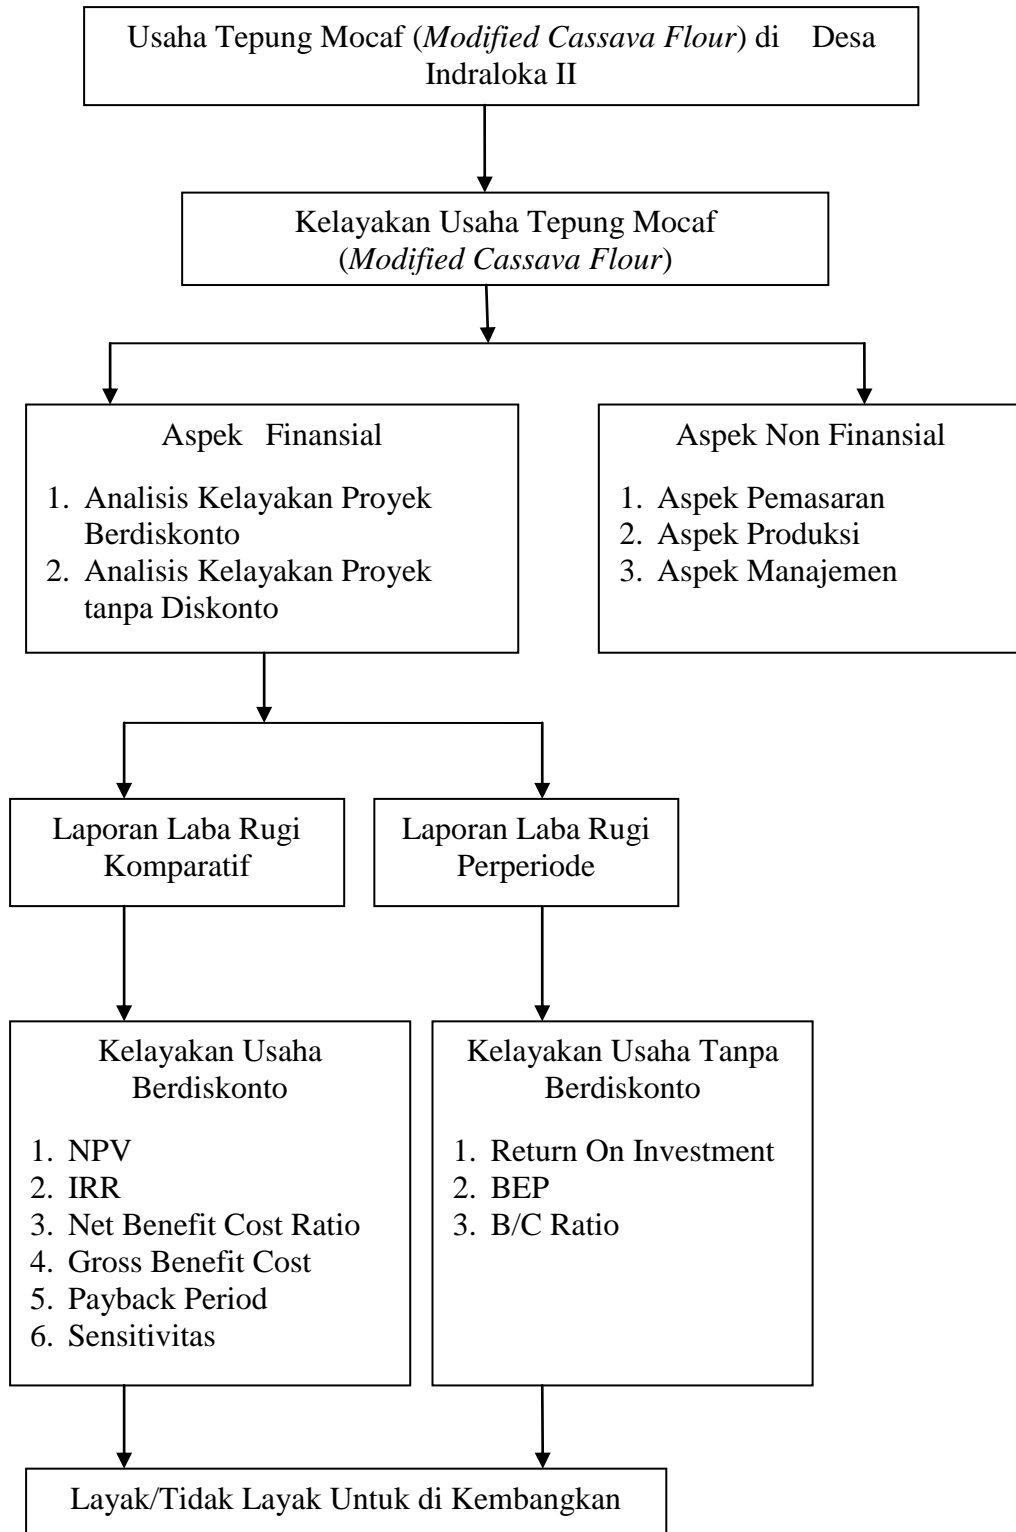 Usaha Tepung Mocaf (Modified Cassava Flour) di Desa
Indraloka II
Kelayakan Usaha Tepung Mocaf
(Modified Cassava Flour)
Aspek Finansial
1. Analisis Kelayakan Proyek
Berdiskonto
2. Analisis Kelayakan Proyek
tanpa Diskonto
Aspek Non Finansial
1. Aspek Pemasaran
2. Aspek Produksi
3. Aspek Manajemen
Laporan Laba Rugi
Komparatif
Laporan Laba Rugi
Perperiode
Kelayakan Usaha
Berdiskonto
1. NPV
2. IRR
3. Net Benefit Cost Ratio
4. Gross Benefit Cost
5. Payback Period
6. Sensitivitas
Kelayakan Usaha Tanpa
Berdiskonto
1. Return On Investment
2. BEP
3. B/C Ratio
Layak/Tidak Layak Untuk di Kembangkan